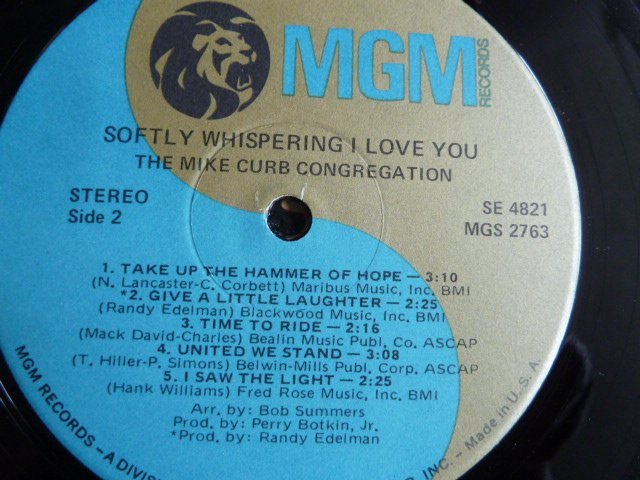 MGM
RECORDS
SOFTLY WHISPERING I LOVE YOU
THE MIKE CURB CONGREGATION
STEREO
Side 2
SE 4821
MGS 2763
1. TAKE UP THE HAMMER OF HOPE — 3:10
(N. Lancaster-C. Corbett) Maribus Music, Inc. BMI
*2. GIVE A LITTLE LAUGHTER — 2:25
(Randy Edelman) Blackwood Music, Inc. BMI
3. TIME TO RIDE — 2:16
(Mack David-Charles) Bealin Music Publ, Co. ASCAP
4. UNITED WE STAND — 3:08
(T. Hiller-P. Simons) Belwin-Mills Publ, Corp. ASCAP
5. I SAW THE LIGHT — 2:25
(Hank Williams) Fred Rose Music, Inc. BMI
Arr. by: Bob Summers
Prod. by: Perry Botkin, Jr.
*Prod. by: Randy Edelman
MGM RECORDS – A DIVIS
INC. – Made in U.S.A.